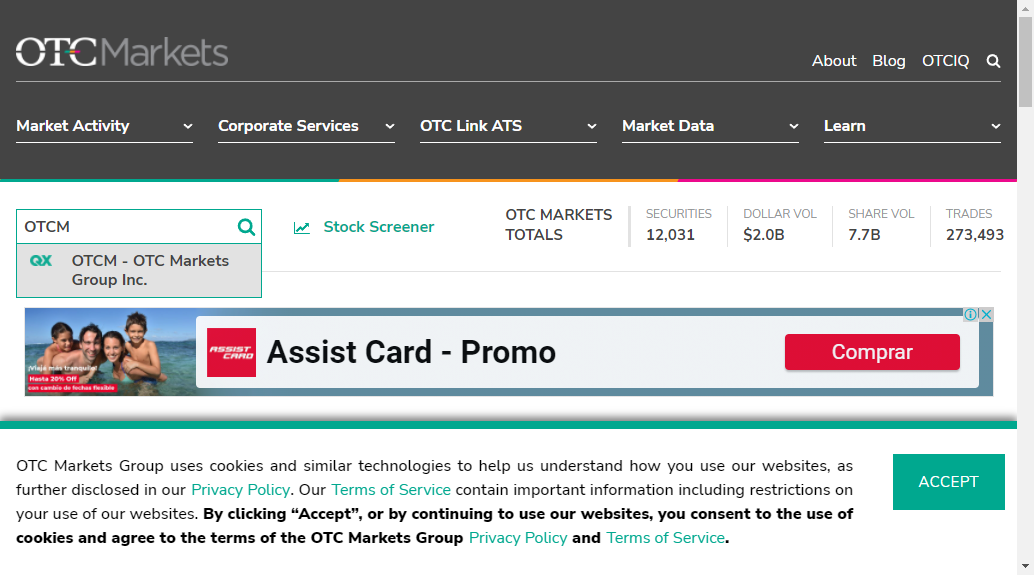 OTCMarkets
About Blog OTCIQ
Market Activity Corporate Services OTC Link ATS Market Data Learn
OTCM
Stock Screener
OTC MARKETS
TOTALS
SECURITIES
12,031
DOLLAR VOL
$2.0B
SHARE VOL
7.7B
TRADES
273,493
QX OTCM - OTC Markets
Group Inc.
¡Viaja más tranquilo!
Hasta 20% Off
con cambio de fechas flexible
ASSIST
CARD
Assist Card - Promo
Comprar
OTC Markets Group uses cookies and similar technologies to help us understand how you use our websites, as
further disclosed in our Privacy Policy. Our Terms of Service contain important information including restrictions on
your use of our websites. By clicking “Accept”, or by continuing to use our websites, you consent to the use of
cookies and agree to the terms of the OTC Markets Group Privacy Policy and Terms of Service.
ACCEPT